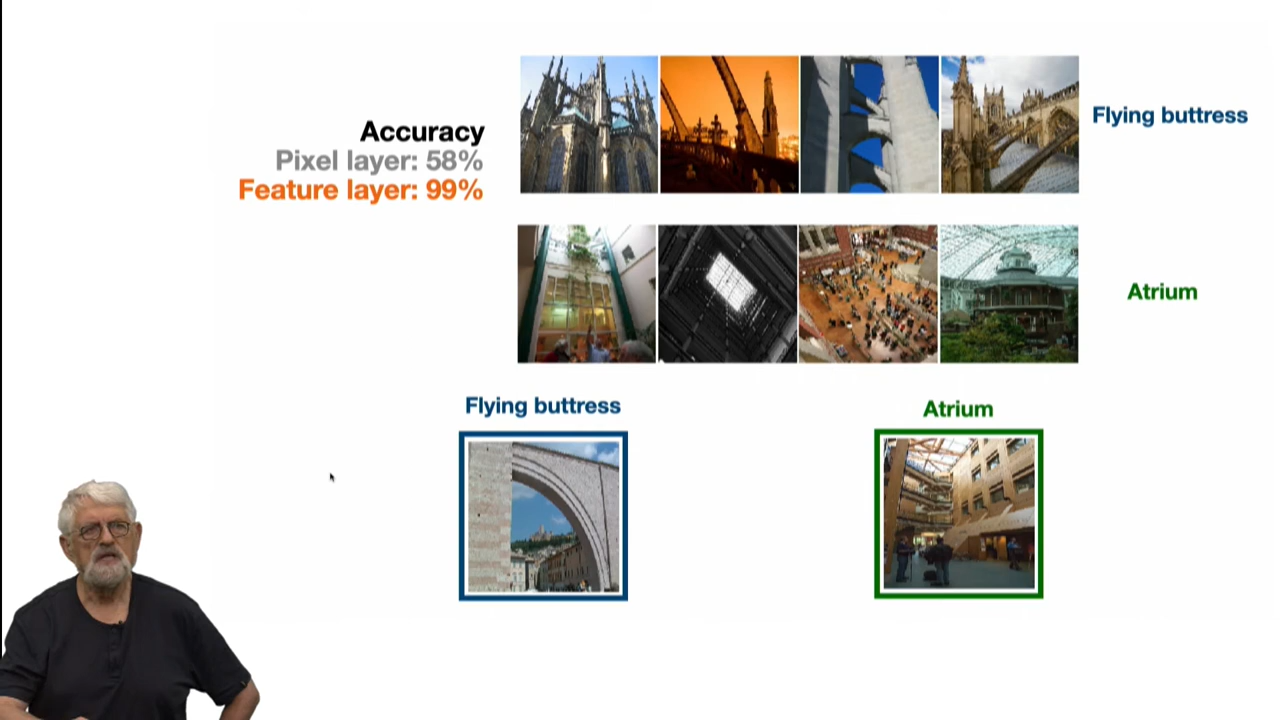 Accuracy
Pixel layer: 58%
Feature layer: 99%
Flying buttress
Atrium
Flying buttress
Atrium